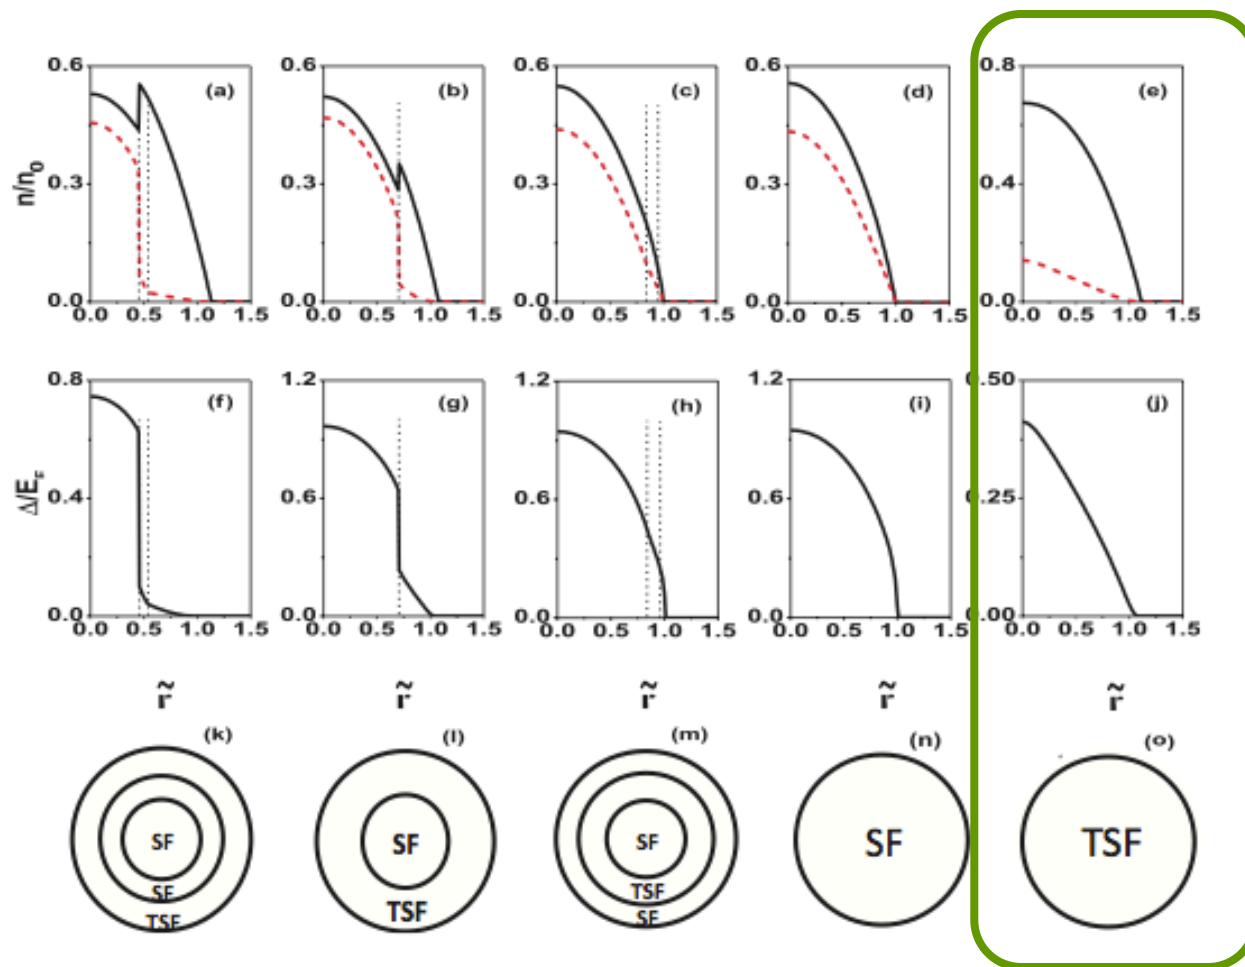 0.6 (a) 0.6 (b) 0.6 (c) 0.6 (d) 0.8 (e)
n/n₀ 0.3 0.3 0.3 0.3 0.4
0.0 0.0 0.0 0.0 0.0
0.0 0.5 1.0 1.5 0.0 0.5 1.0 1.5 0.0 0.5 1.0 1.5 0.0 0.5 1.0 1.5 0.0 0.5 1.0 1.5
0.8 (f) 1.2 (g) 1.2 (h) 1.2 (i) 0.50 (j)
Δ/E_F 0.4 0.6 0.6 0.6 0.25
0.0 0.0 0.0 0.0 0.00
0.0 0.5 1.0 1.5 0.0 0.5 1.0 1.5 0.0 0.5 1.0 1.5 0.0 0.5 1.0 1.5 0.0 0.5 1.0 1.5
r̃ r̃ r̃ r̃ r̃
(k) (l) (m) (n) (o)
SF SF SF SF TSF
SF TSF TSF
TSF SF